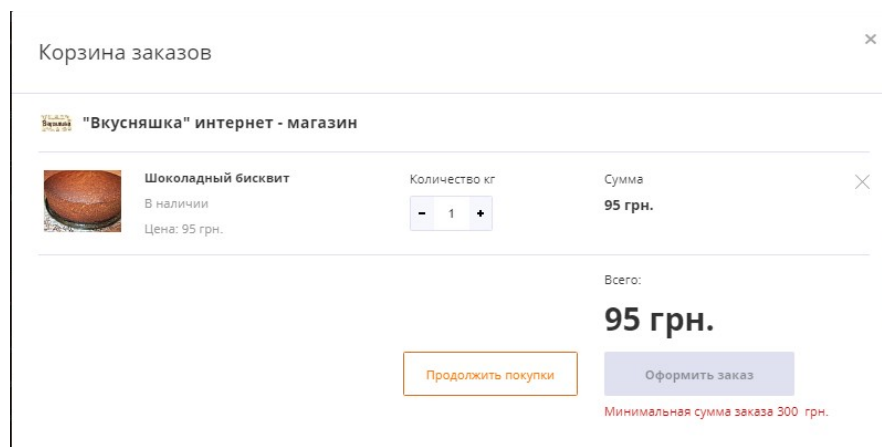 Корзина заказов
"Вкусняшка" интернет - магазин
Шоколадный бисквит
В наличии
Цена: 95 грн.
Количество кг
- 1 +
Сумма
95 грн.
Всего:
95 грн.
Продолжить покупки
Оформить заказ
Минимальная сумма заказа 300 грн.